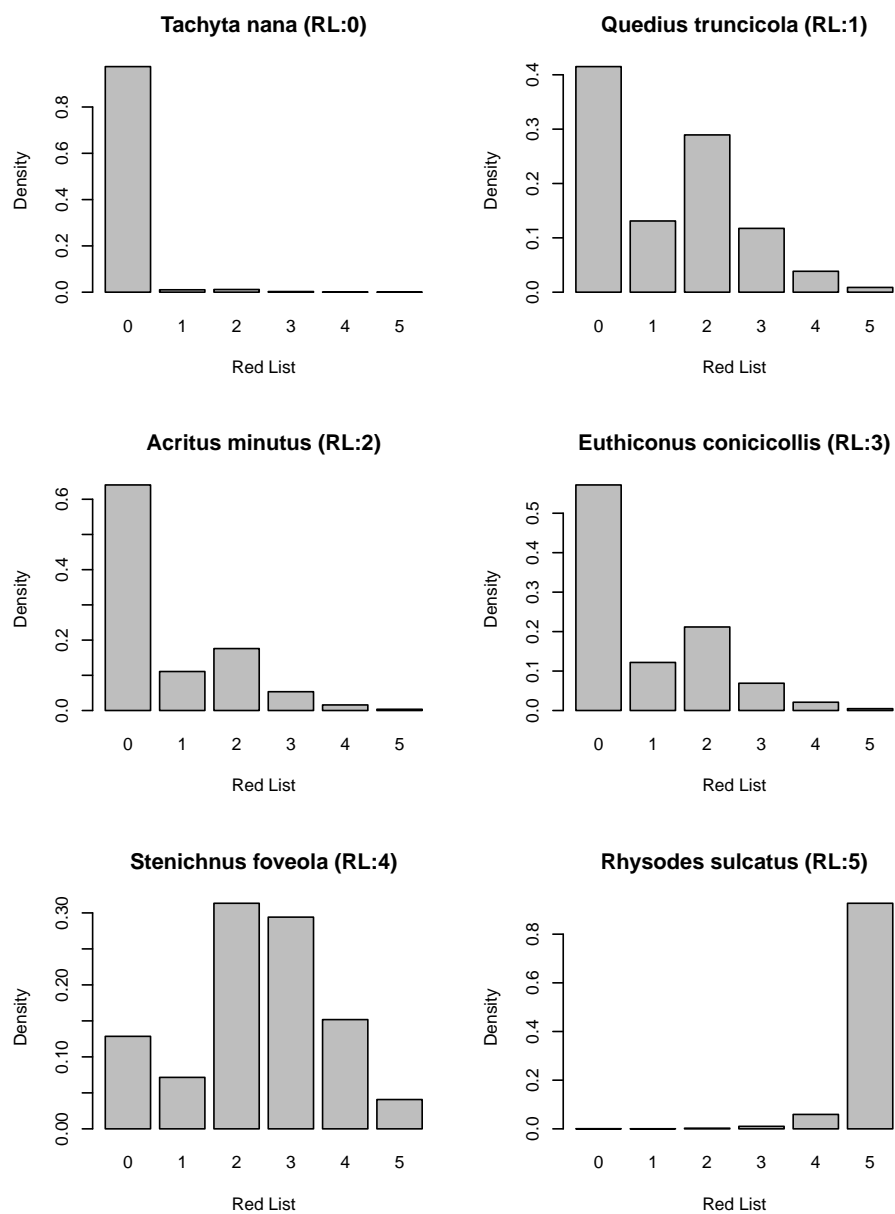 Tachyta nana (RL:0)
Density
0.0 0.2 0.4 0.6 0.8
0 1 2 3 4 5
Red List
Quedius truncicola (RL:1)
Density
0.0 0.1 0.2 0.3 0.4
0 1 2 3 4 5
Red List
Acritus minutus (RL:2)
Density
0.0 0.2 0.4 0.6
0 1 2 3 4 5
Red List
Euthiconus conicicollis (RL:3)
Density
0.0 0.1 0.2 0.3 0.4 0.5
0 1 2 3 4 5
Red List
Stenichnus foveola (RL:4)
Density
0.00 0.10 0.20 0.30
0 1 2 3 4 5
Red List
Rhysodes sulcatus (RL:5)
Density
0.0 0.2 0.4 0.6 0.8
0 1 2 3 4 5
Red List